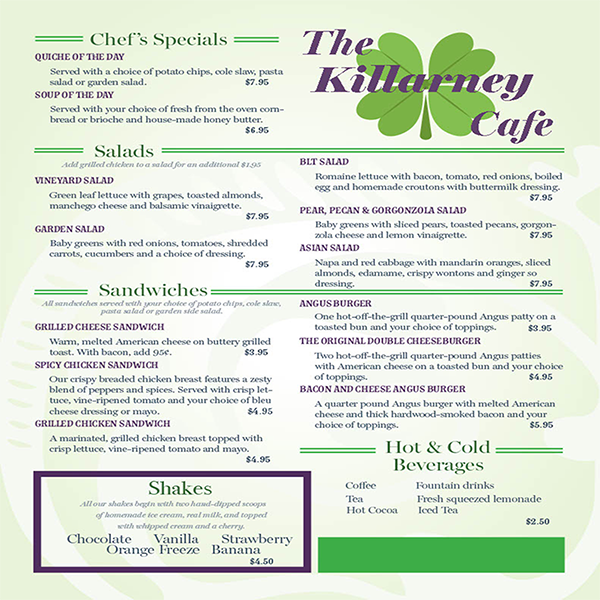 Chef's Specials
QUICHE OF THE DAY
Served with a choice of potato chips, cole slaw, pasta
salad or garden salad. $7.95
SOUP OF THE DAY
Served with your choice of fresh from the oven corn-
bread or brioche and house-made honey butter.
$6.95
The
Killarney
Cafe
Salads
Add grilled chicken to a salad for an additional $1.95
VINEYARD SALAD
Green leaf lettuce with grapes, toasted almonds,
manchego cheese and balsamic vinaigrette.
$7.95
GARDEN SALAD
Baby greens with red onions, tomatoes, shredded
carrots, cucumbers and a choice of dressing.
$7.95
BLT SALAD
Romaine lettuce with bacon, tomato, red onions, boiled
egg and homemade croutons with buttermilk dressing.
$7.95
PEAR, PECAN & GORGONZOLA SALAD
Baby greens with sliced pears, toasted pecans, gorgon-
zola cheese and lemon vinaigrette. $7.95
ASIAN SALAD
Napa and red cabbage with mandarin oranges, sliced
almonds, edamame, crispy wontons and ginger so
dressing. $7.95
Sandwiches
All sandwiches served with your choice of potato chips, cole slaw,
pasta salad or garden side salad.
GRILLED CHEESE SANDWICH
Warm, melted American cheese on buttery grilled
toast. With bacon, add 95¢. $3.95
SPICY CHICKEN SANDWICH
Our crispy breaded chicken breast features a zesty
blend of peppers and spices. Served with crisp let-
tuce, vine-ripened tomato and your choice of bleu
cheese dressing or mayo. $4.95
GRILLED CHICKEN SANDWICH
A marinated, grilled chicken breast topped with
crisp lettuce, vine-ripened tomato and mayo.
$4.95
ANGUS BURGER
One hot-off-the-grill quarter-pound Angus patty on a
toasted bun and your choice of toppings. $3.95
THE ORIGINAL DOUBLE CHEESEBURGER
Two hot-off-the-grill quarter-pound Angus patties
with American cheese on a toasted bun and your choice
of toppings. $4.95
BACON AND CHEESE ANGUS BURGER
A quarter pound Angus burger with melted American
cheese and thick hardwood-smoked bacon and your
choice of toppings. $5.95
Shakes
All our shakes begin with two hand-dipped scoops
of homemade ice cream, real milk, and topped
with whipped cream and a cherry.
Chocolate Vanilla Strawberry
Orange Freeze Banana
$4.50
Hot & Cold
Beverages
Coffee Fountain drinks
Tea Fresh squeezed lemonade
Hot Cocoa Iced Tea
$2.50